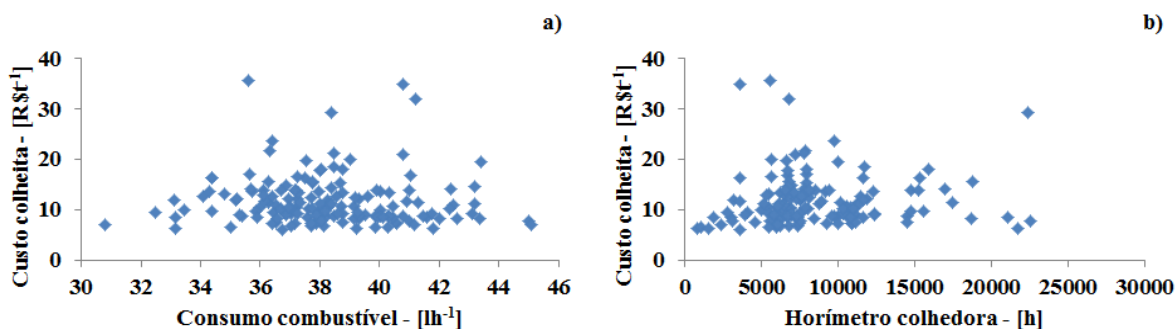 a)
Custo colheita - [R$t⁻¹]
40
30
20
10
0
30 32 34 36 38 40 42 44 46
Consumo combustível - [lh⁻¹]
b)
Custo colheita - [R$t⁻¹]
40
30
20
10
0
0 5000 10000 15000 20000 25000 30000
Horímetro colhedora - [h]